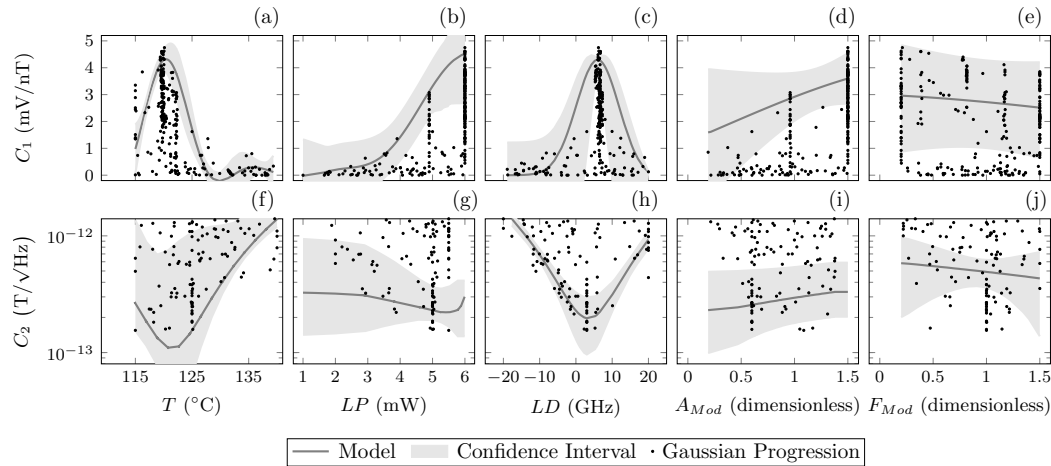 (a) (b) (c) (d) (e)
5
4
3
2
1
0
C1 (mV/nT)
(f) (g) (h) (i) (j)
10⁻¹²
10⁻¹³
C2 (T/√Hz)
115 125 135 1 2 3 4 5 6 −20 −10 0 10 20 0 0.5 1 1.5 0 0.5 1 1.5
T (°C) LP (mW) LD (GHz) AMod (dimensionless) FMod (dimensionless)
Model Confidence Interval Gaussian Progression